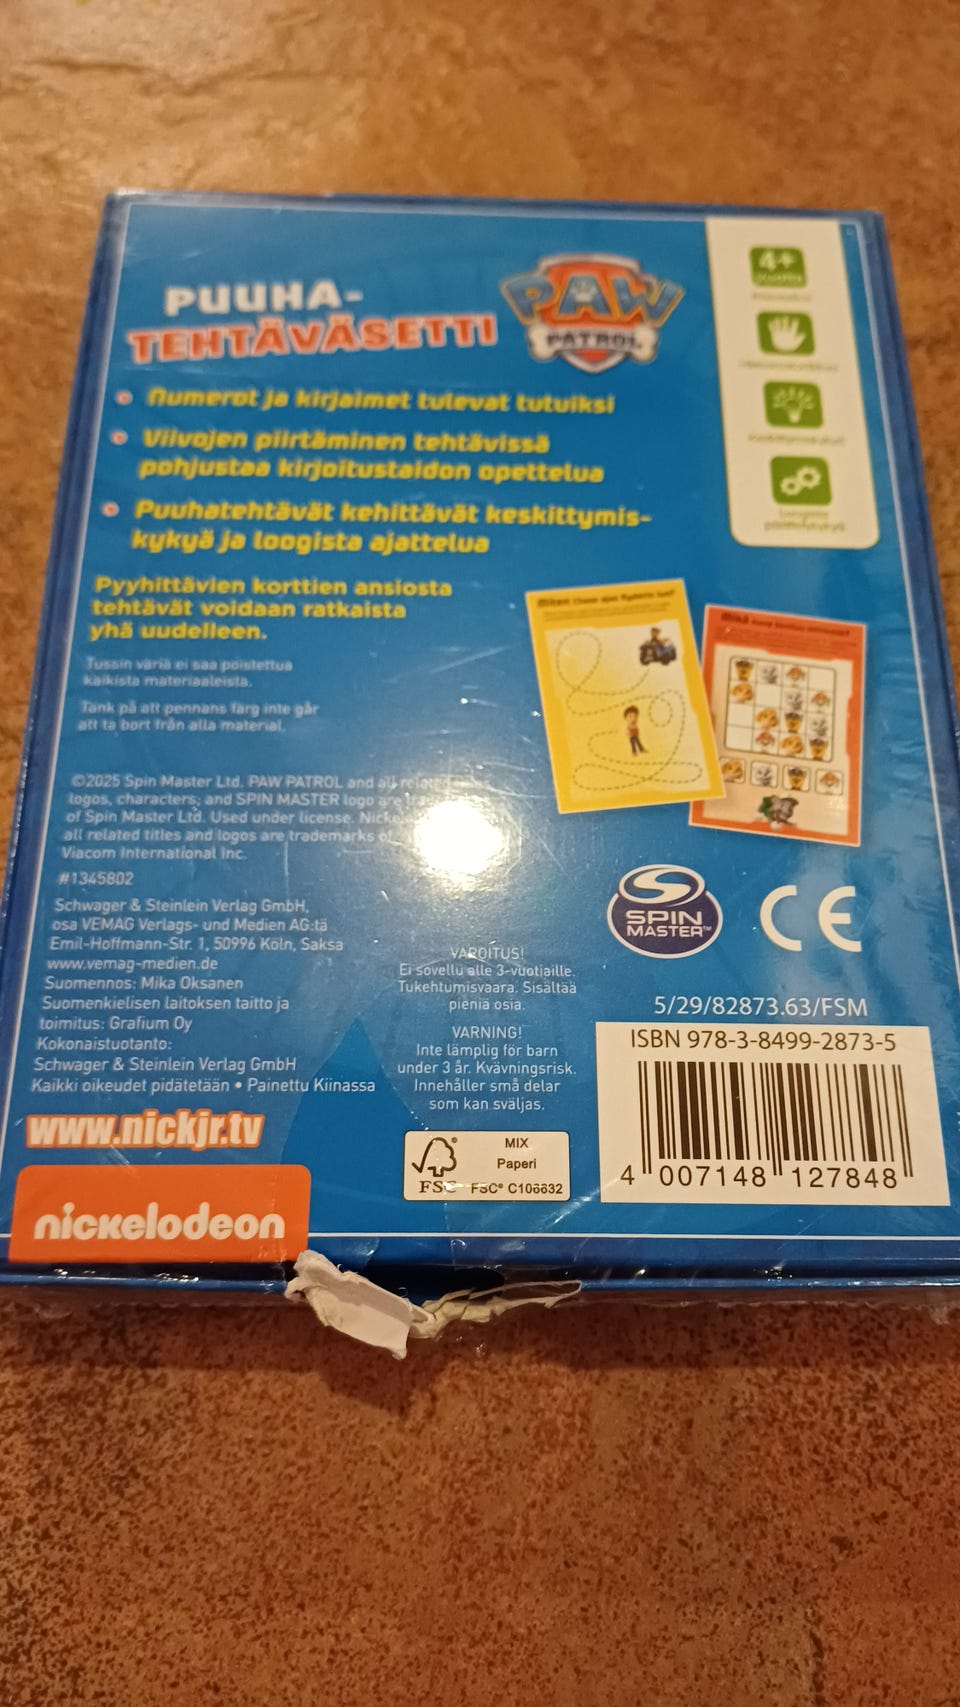 PUUHA-
TEHTÄVÄSETTI
PAW
PATROL
Numerot ja kirjaimet tulevat tutuiksi
Viivojen piirtäminen tehtävissä
pohjustaa kirjoitustaidon opettelua
Puuhatehtävät kehittävät keskittymis-
kykyä ja loogista ajattelua
Pyyhittävien korttien ansiosta
tehtävät voidaan ratkaista
yhä uudelleen.
Tussin väriä ei saa poistettua
kaikista materiaaleista.
Tänk på att pennans färg inte går
att ta bort från alla material.
4+
vuotta
©2025 Spin Master Ltd. PAW PATROL and all
logos, characters, and SPIN MASTER logo are
of Spin Master Ltd. Used under license.
all related titles and logos are trademarks of
Viacom International Inc.
#1345802
Schwager & Steinlein Verlag GmbH,
osa VEMAG Verlags- und Medien AG:tä
Emil-Hoffmann-Str. 1, 50996 Köln, Saksa
www.vemag-medien.de
Suomennos: Mika Oksanen
Suomenkielisen laitoksen taitto ja
toimitus: Grafium Oy
Kokonaistuotanto:
Schwager & Steinlein Verlag GmbH
Kaikki oikeudet pidätetään • Painettu Kiinassa
www.nickjr.tv
nickelodeon
VAROITUS!
Ei sovellu alle 3-vuotiaille.
Tukehtumisvaara. Sisältää
pieniä osia.
VARNING!
Inte lämplig för barn
under 3 år. Kvävningsrisk.
Innehåller små delar
som kan sväljas.
FSC
MIX
Paperi
FSC® C106632
SPIN
MASTER™
CE
5/29/82873.63/FSM
ISBN 978-3-8499-2873-5
4 007148 127848